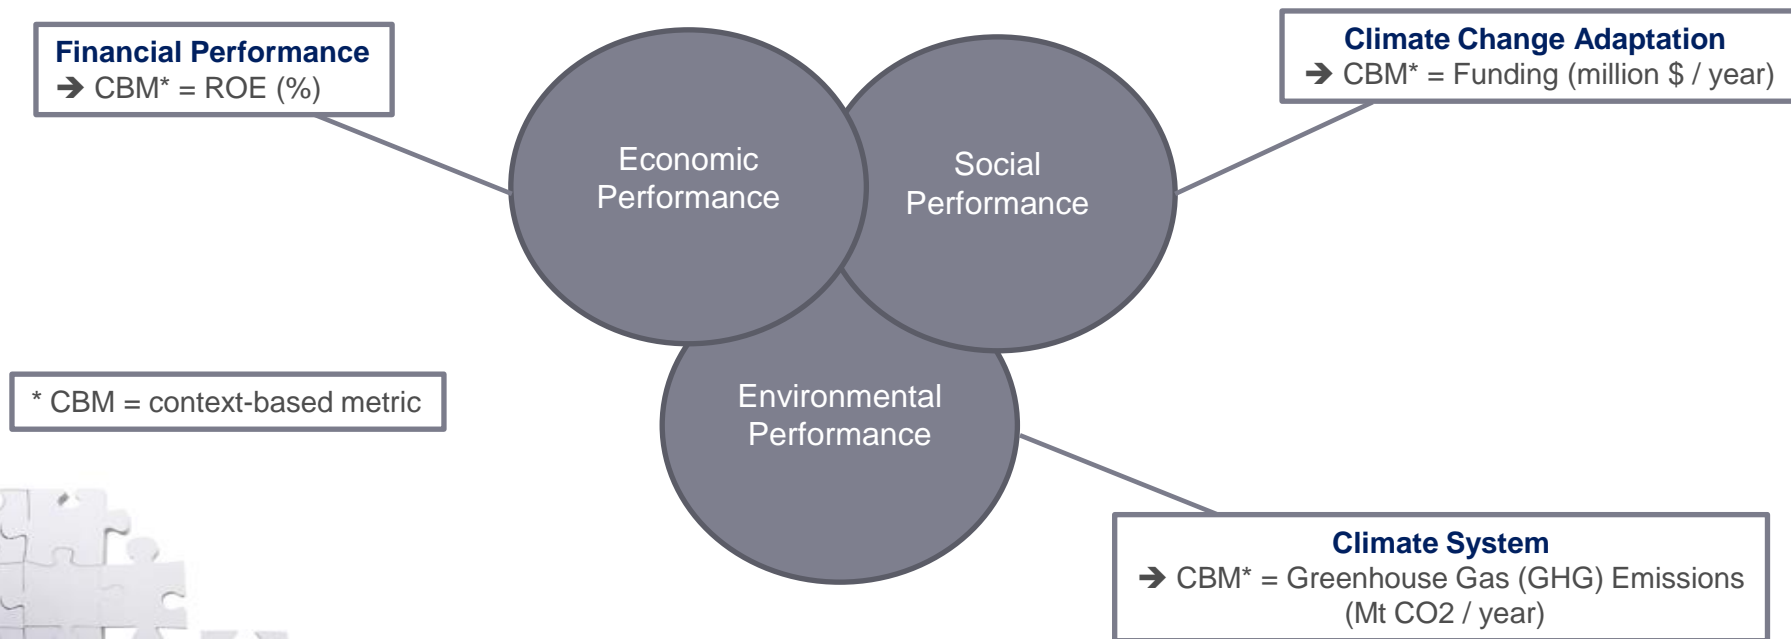 Financial Performance
➔ CBM* = ROE (%)
Climate Change Adaptation
➔ CBM* = Funding (million $ / year)
Economic
Performance
Social
Performance
* CBM = context-based metric
Environmental
Performance
Climate System
➔ CBM* = Greenhouse Gas (GHG) Emissions
(Mt CO2 / year)